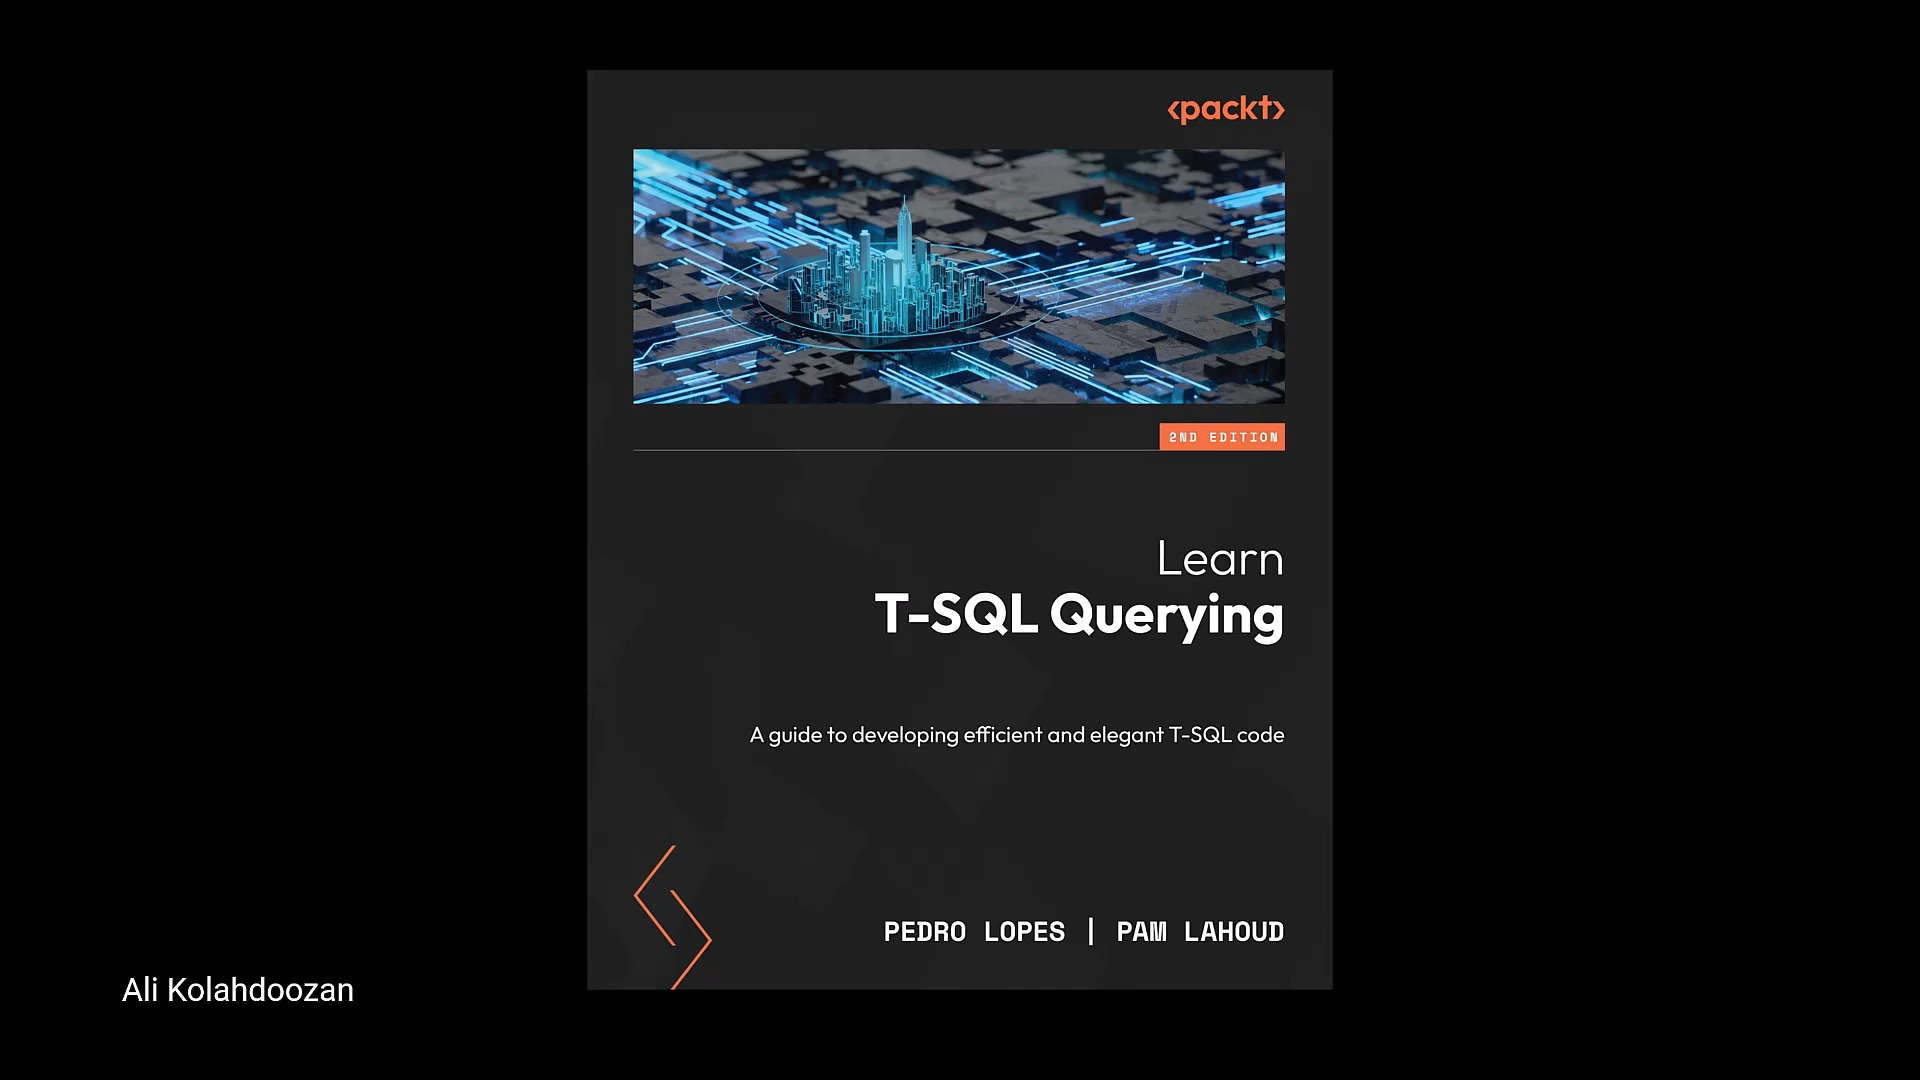 <packt>
2ND EDITION
Learn
T-SQL Querying
A guide to developing efficient and elegant T-SQL code
PEDRO LOPES | PAM LAHOUD
Ali Kolahdoozan